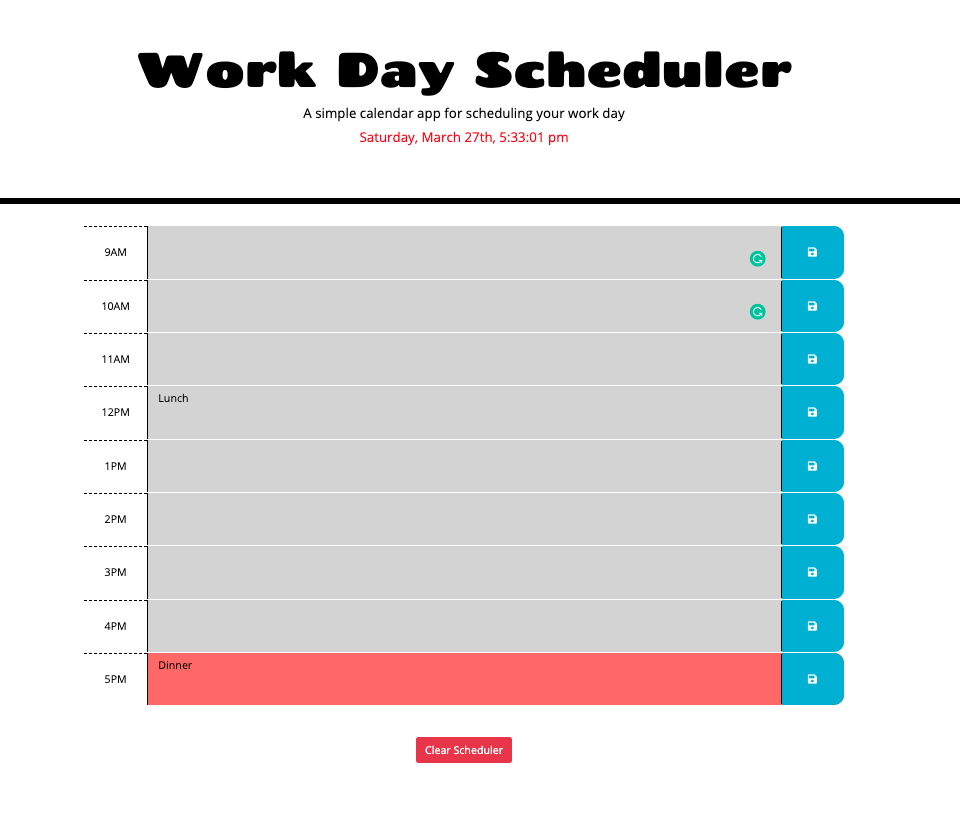 Work Day Scheduler
A simple calendar app for scheduling your work day
Saturday, March 27th, 5:33:01 pm
9AM
10AM
11AM
12PM Lunch
1PM
2PM
3PM
4PM
5PM Dinner
Clear Scheduler